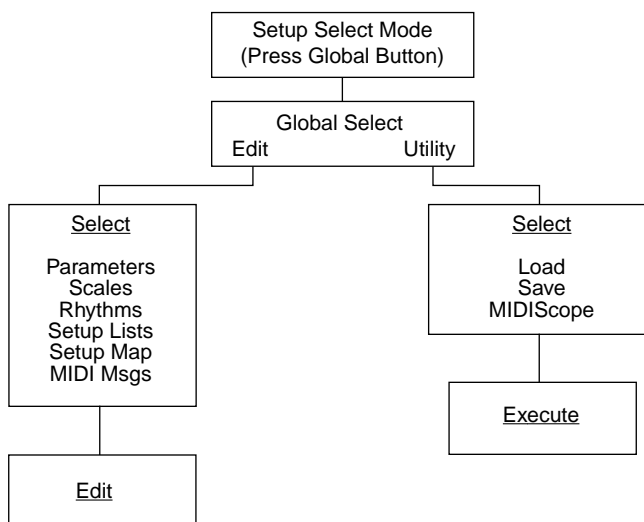 Setup Select Mode
(Press Global Button)
Global Select
Edit Utility
Select
Parameters
Scales
Rhythms
Setup Lists
Setup Map
MIDI Msgs
Edit
Select
Load
Save
MIDIScope
Execute